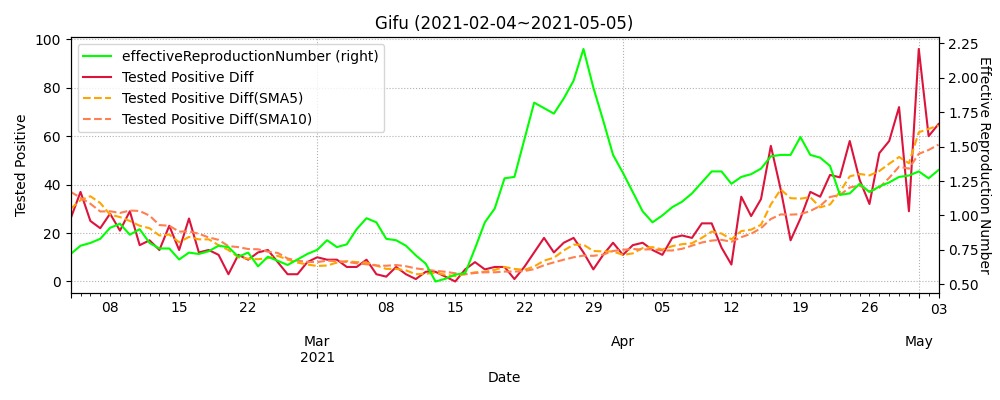 Gifu (2021-02-04~2021-05-05)
effectiveReproductionNumber (right)
Tested Positive Diff
Tested Positive Diff(SMA5)
Tested Positive Diff(SMA10)
Tested Positive
100
80
60
40
20
0
2.25
2.00
1.75
1.50
1.25
1.00
0.75
0.50
Effective Reproduction Number
08 15 22 08 15 22 29 05 12 19 26 03
Mar Apr May
2021
Date